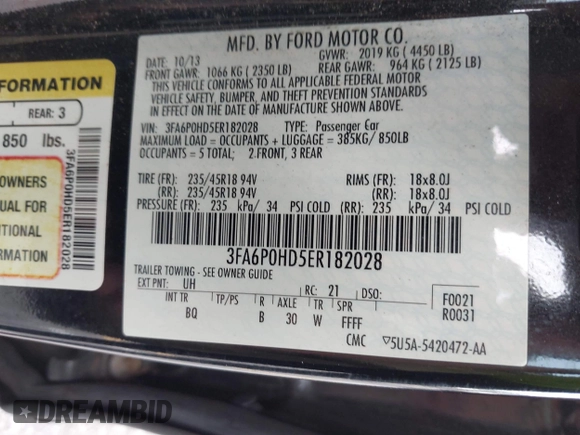 MFD. BY FORD MOTOR CO.
DATE: 10/13 GVWR: 2019 KG ( 4450 LB)
FRONT GAWR: 1066 KG ( 2350 LB) REAR GAWR: 964 KG ( 2125 LB)
THIS VEHICLE CONFORMS TO ALL APPLICABLE FEDERAL MOTOR
VEHICLE SAFETY, BUMPER, AND THEFT PREVENTION STANDARDS
IN EFFECT ON THE DATE OF MANUFACTURE SHOWN ABOVE.
VIN: 3FA6P0HD5ER182028 TYPE: Passenger Car
MAXIMUM LOAD = OCCUPANTS + LUGGAGE = 385KG/ 850LB
OCCUPANTS = 5 TOTAL; 2 FRONT, 3 REAR
TIRE (FR): 235/45R18 94V RIMS (FR): 18x8.0J
(RR): 235/45R18 94V (RR): 18x8.0J
PRESSURE (FR): 235 kPa/ 34 PSI COLD (RR): 235 kPa/ 34 PSI COLD
3FA6P0HD5ER182028
TRAILER TOWING - SEE OWNER GUIDE
EXT PNT: UH RC: 21 DSO:
F0021
R0031
INT TR TP/PS R AXLE TR SPR
BQ B 30 W FFFF
CMC 5U5A-5420472-AA
FORMATION
REAR: 3
850 lbs.
OWNERS
UAL FOR
ITIONAL
RMATION
3FA6P0HD5ER182028
DREAMBID